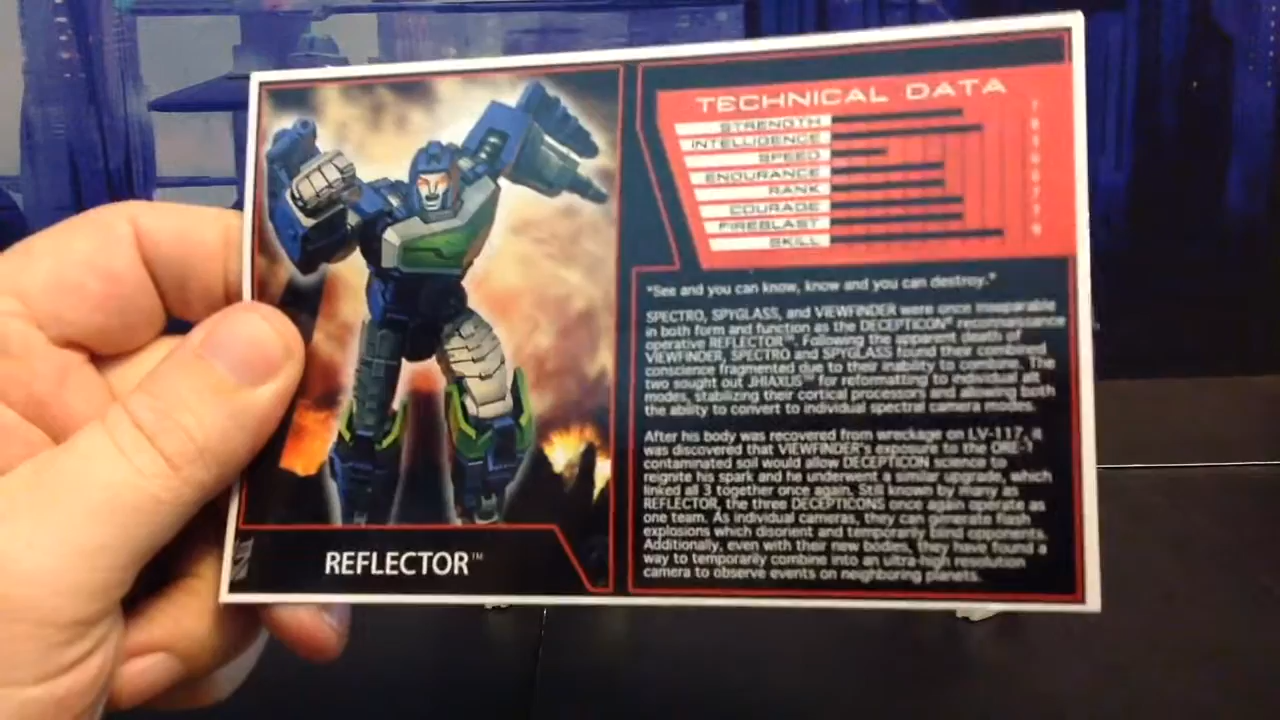 TECHNICAL DATA
STRENGTH
INTELLIGENCE
SPEED
ENDURANCE
RANK
COURAGE
FIREBLAST
SKILL
"See and you can know, know and you can destroy."
SPECTRO, SPYGLASS, and VIEWFINDER were once inseparable
in both form and function as the DECEPTICON® reconnaissance
operative REFLECTOR™. Following the apparent death of
VIEWFINDER, SPECTRO and SPYGLASS found their combined
conscience fragmented due to their inability to combine. The
two sought out JHIAXUS™ for reformatting to individual alt
modes, stabilizing their cortical processors and allowing both
the ability to convert to individual spectral camera modes.
After his body was recovered from wreckage on LV-117, it
was discovered that VIEWFINDER's exposure to the ORE-1
contaminated soil would allow DECEPTICON science to
reignite his spark and he underwent a similar upgrade, which
linked all 3 together once again. Still known by many as
REFLECTOR, the three DECEPTICONS once again operate as
one team. As individual cameras, they can generate flash
explosions which disorient and temporarily blind opponents.
Additionally, even with their new bodies, they have found a
way to temporarily combine into an ultra-high resolution
camera to observe events on neighboring planets.
REFLECTOR™